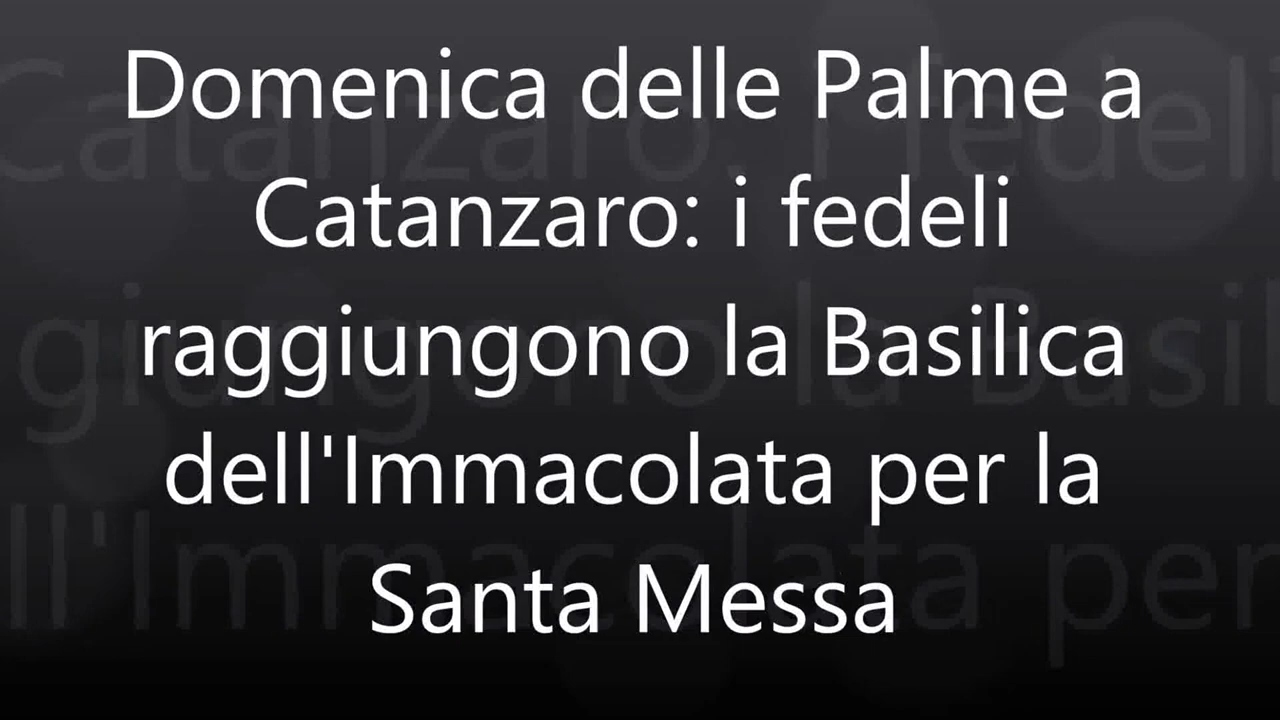 Domenica delle Palme a
Catanzaro: i fedeli
raggiungono la Basilica
dell'Immacolata per la
Santa Messa